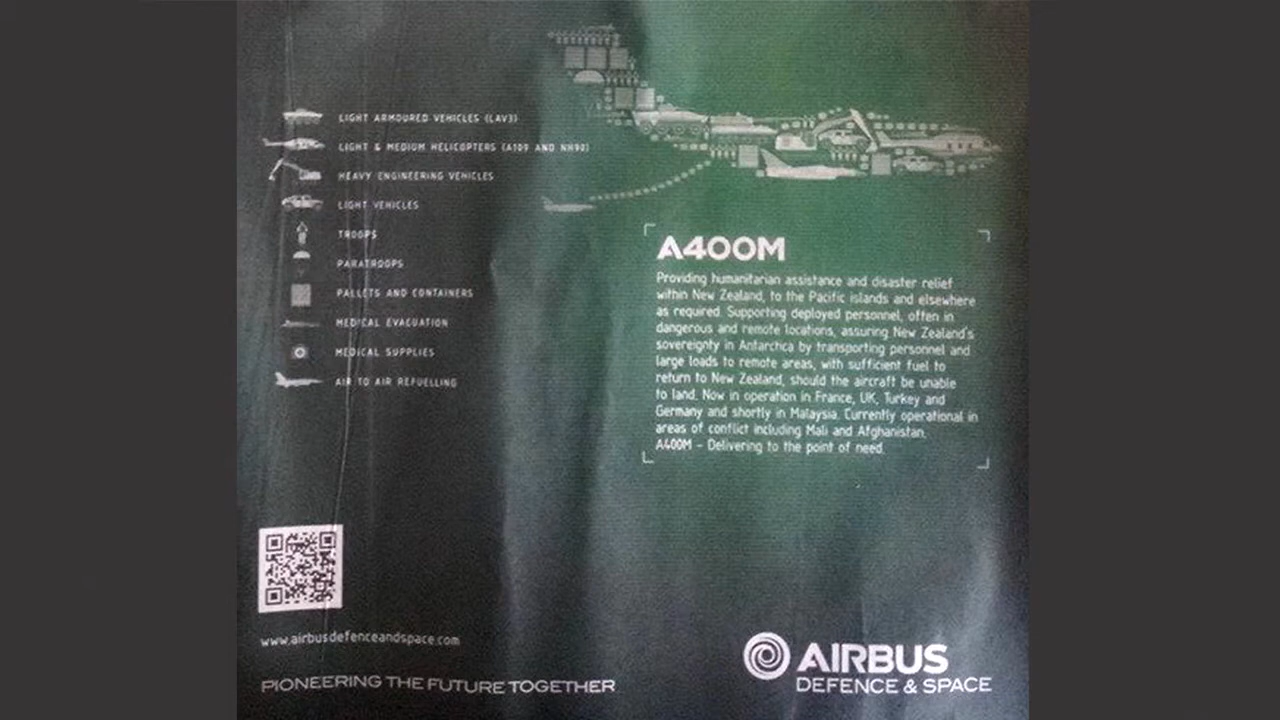 LIGHT ARMOURED VEHICLES (LAV3)
LIGHT & MEDIUM HELICOPTERS (A109 AND NH90)
HEAVY ENGINEERING VEHICLES
LIGHT VEHICLES
TROOPS
PARATROOPS
PALLETS AND CONTAINERS
MEDICAL EVACUATION
MEDICAL SUPPLIES
AIR TO AIR REFUELLING
A400M
Providing humanitarian assistance and disaster relief
within New Zealand, to the Pacific islands and elsewhere
as required. Supporting deployed personnel, often in
dangerous and remote locations, assuring New Zealand's
sovereignty in Antarctica by transporting personnel and
large loads to remote areas, with sufficient fuel to
return to New Zealand, should the aircraft be unable
to land. Now in operation in France, UK, Turkey and
Germany and shortly in Malaysia. Currently operational in
areas of conflict including Mali and Afghanistan.
A400M – Delivering to the point of need.
www.airbusdefenceandspace.com
PIONEERING THE FUTURE TOGETHER
AIRBUS
DEFENCE & SPACE